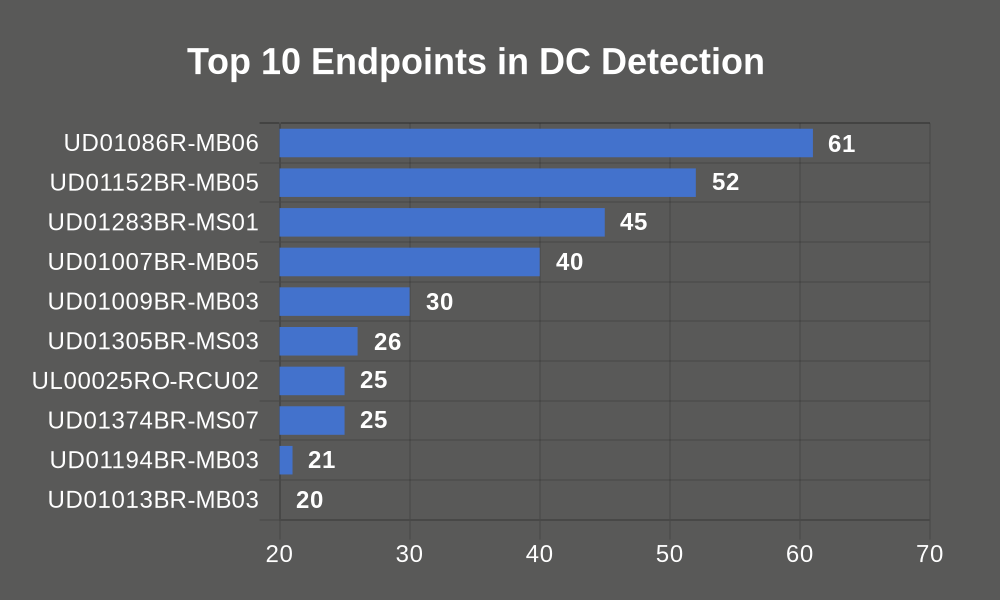 Top 10 Endpoints in DC Detection
UD01086R-MB06 61
UD01152BR-MB05 52
UD01283BR-MS01 45
UD01007BR-MB05 40
UD01009BR-MB03 30
UD01305BR-MS03 26
UL00025RO-RCU02 25
UD01374BR-MS07 25
UD01194BR-MB03 21
UD01013BR-MB03 20
20 30 40 50 60 70